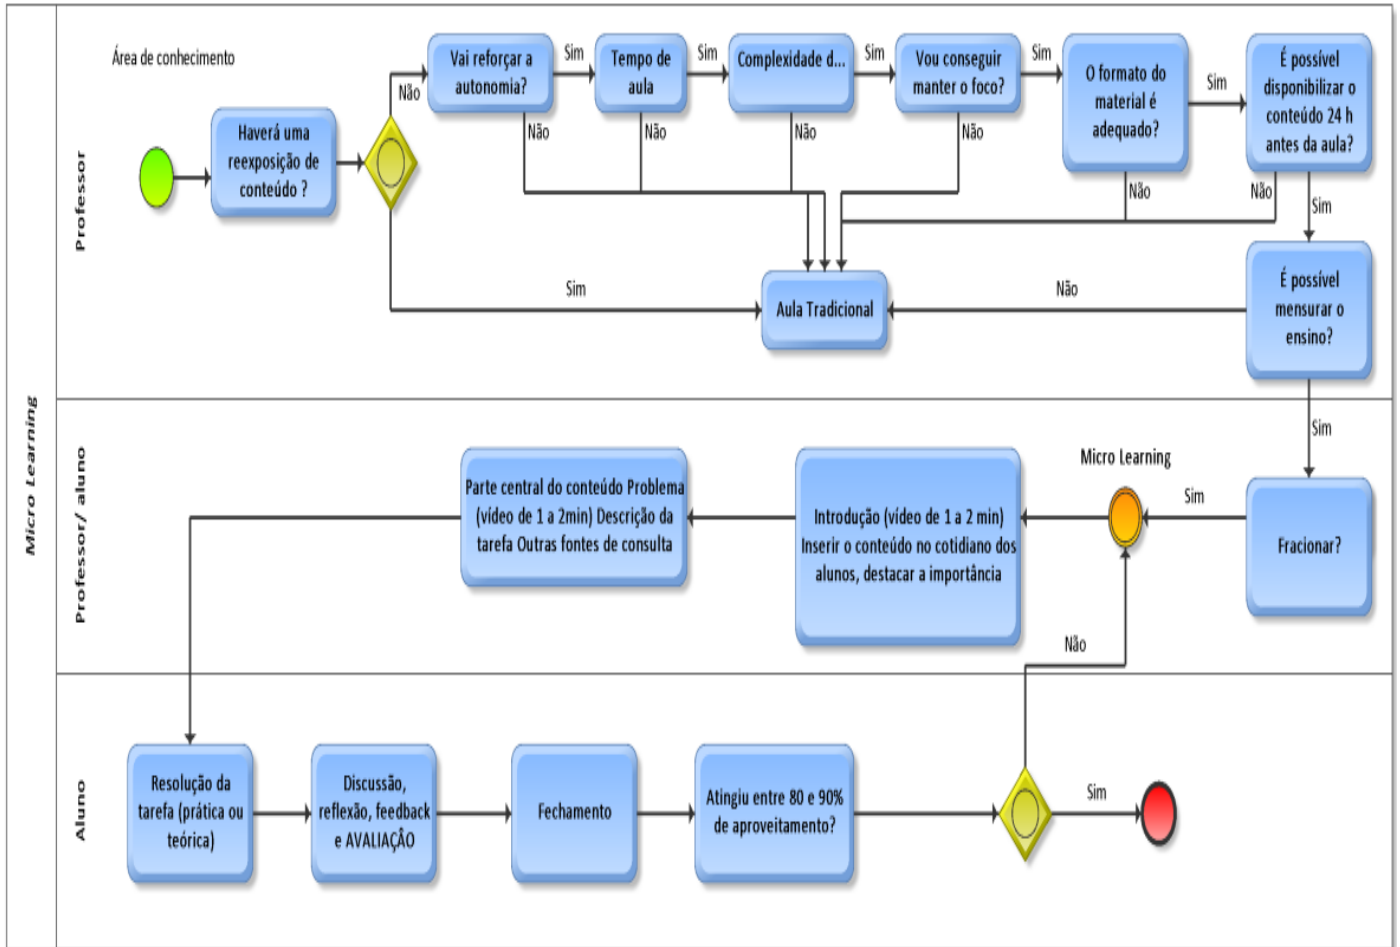 Micro Learning
Professor
Área de conhecimento
Haverá uma
reexposição de
conteúdo ?
Não
Sim
Vai reforçar a
autonomia?
Sim
Não
Tempo de
aula
Sim
Não
Complexidade d...
Sim
Não
Vou conseguir
manter o foco?
Sim
Não
O formato do
material é
adequado?
Sim
Não
É possível
disponibilizar o
conteúdo 24 h
antes da aula?
Não
Sim
Aula Tradicional
Não
É possível
mensurar o
ensino?
Sim
Professor/ aluno
Fracionar?
Sim
Micro Learning
Introdução (vídeo de 1 a 2 min)
Inserir o conteúdo no cotidiano dos
alunos, destacar a importância
Parte central do conteúdo Problema
(vídeo de 1 a 2min) Descrição da
tarefa Outras fontes de consulta
Não
Aluno
Resolução da
tarefa (prática ou
teórica)
Discussão,
reflexão, feedback
e AVALIAÇÂO
Fechamento
Atingiu entre 80 e 90%
de aproveitamento?
Sim